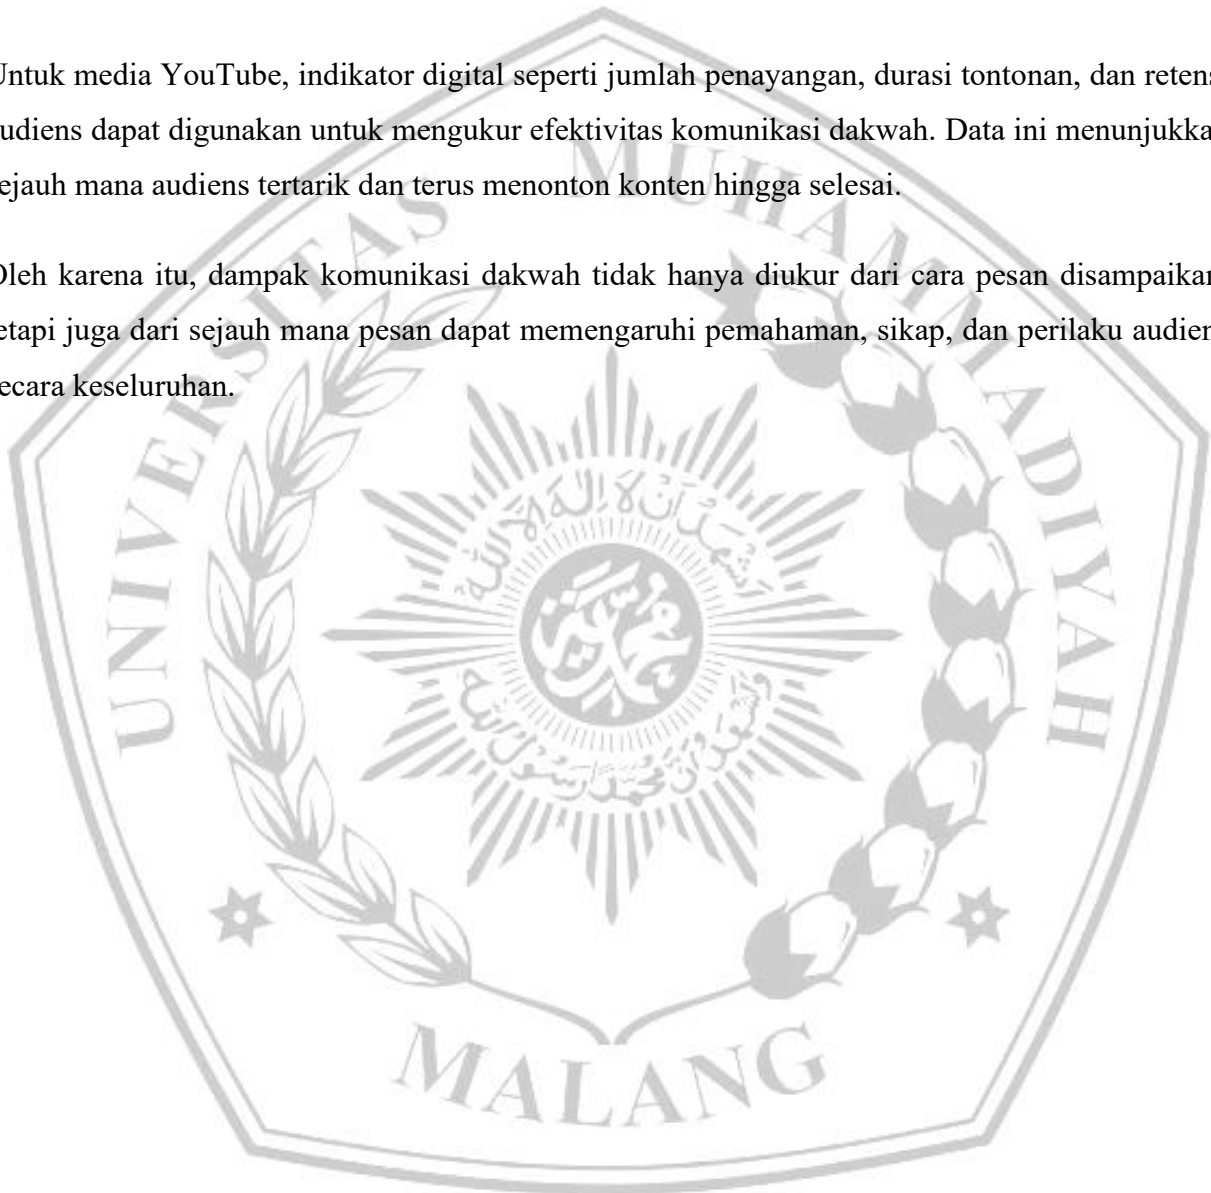 Untuk media YouTube, indikator digital seperti jumlah penayangan, durasi tontonan, dan retens
udiens dapat digunakan untuk mengukur efektivitas komunikasi dakwah. Data ini menunjukka
ejauh mana audiens tertarik dan terus menonton konten hingga selesai.
Oleh karena itu, dampak komunikasi dakwah tidak hanya diukur dari cara pesan disampaikan
etapi juga dari sejauh mana pesan dapat memengaruhi pemahaman, sikap, dan perilaku audien
ecara keseluruhan.
UNIVERSITAS MUHAMMADIYAH
MALANG